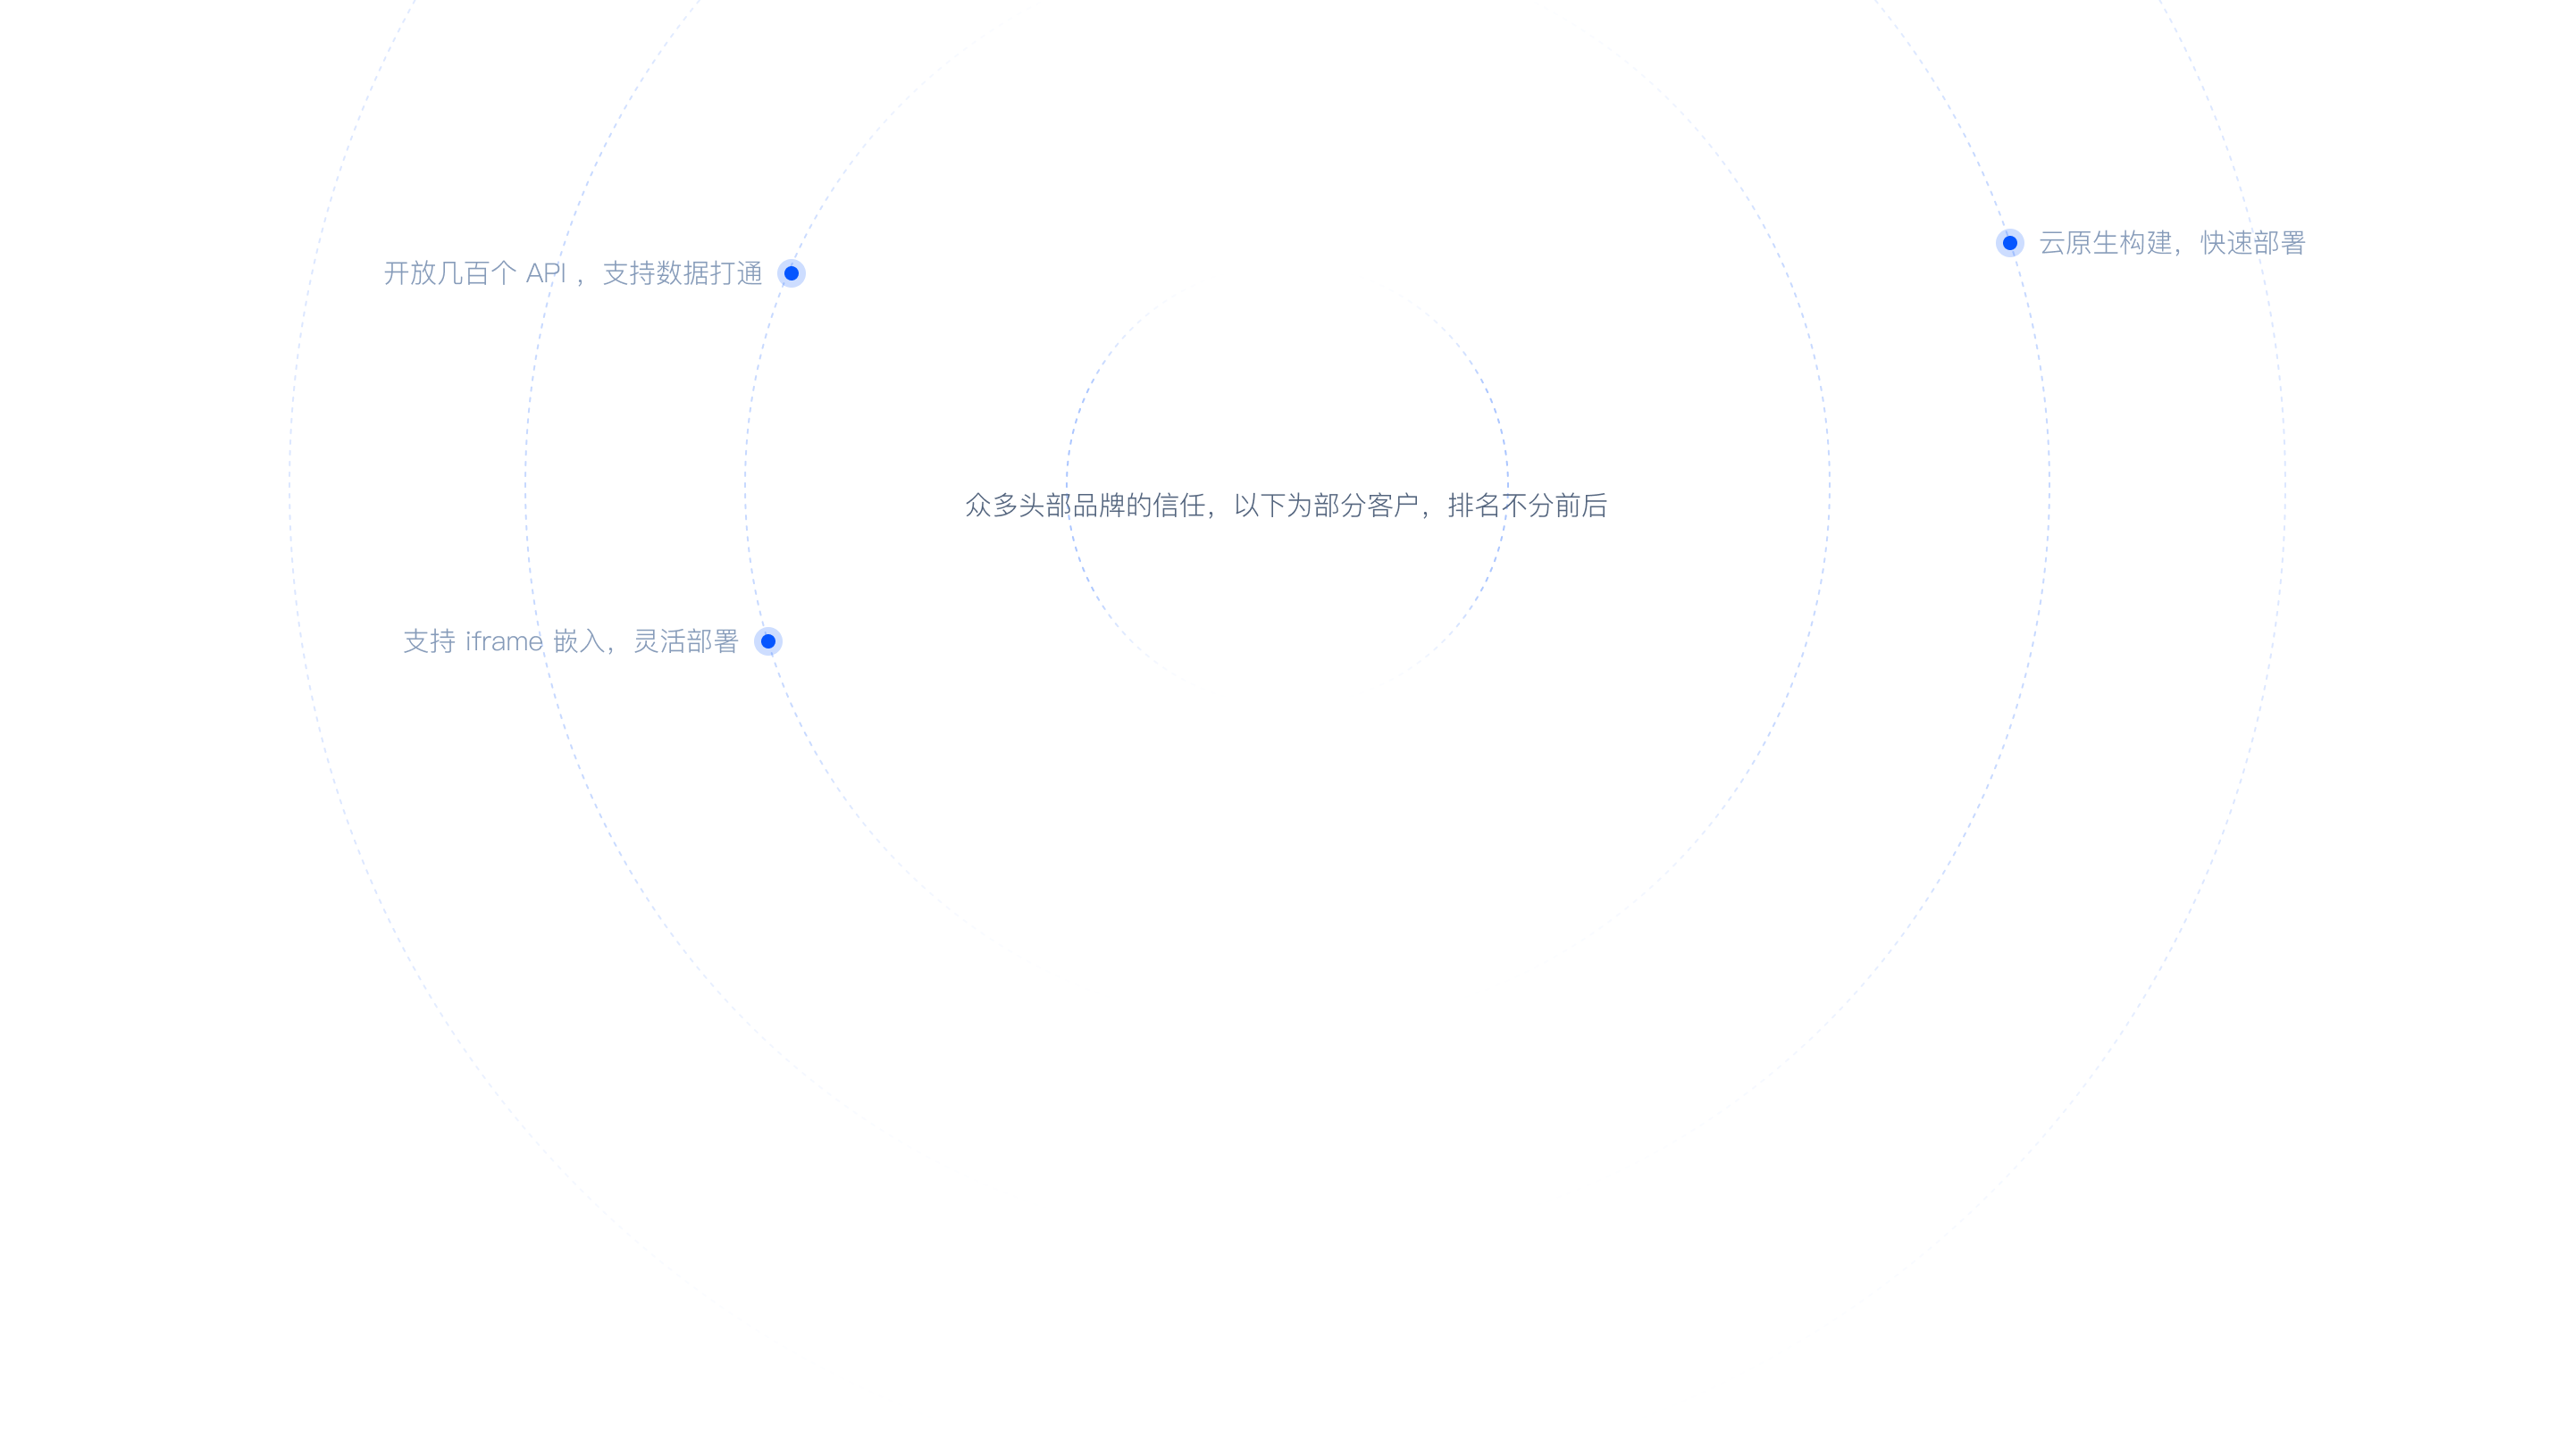 云原生构建，快速部署
开放几百个 API ，支持数据打通
众多头部品牌的信任，以下为部分客户，排名不分前后
支持 iframe 嵌入，灵活部署